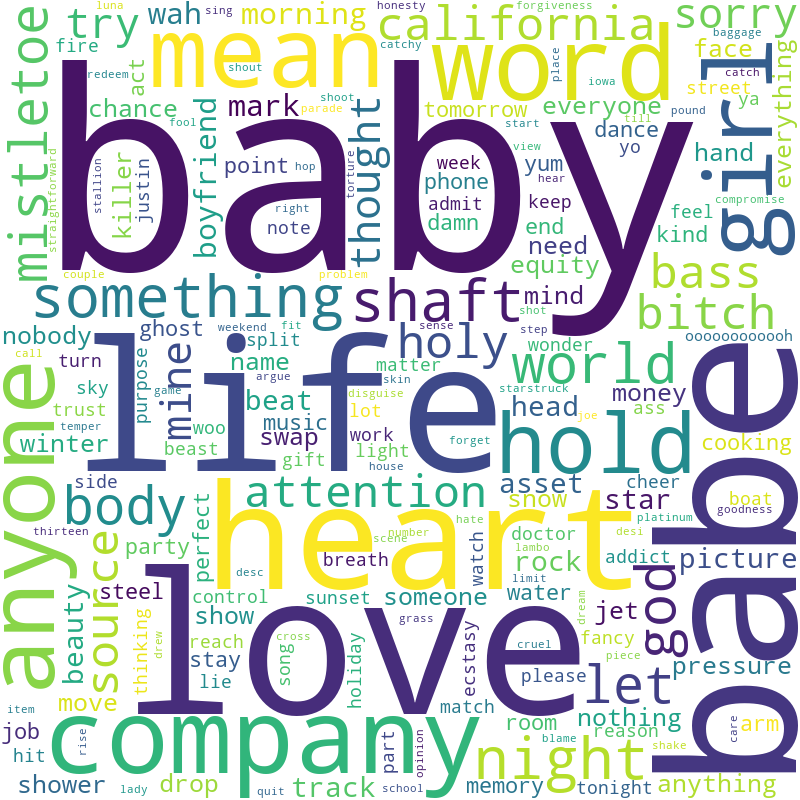 luna
sing
honesty
forgiveness
try
wah
morning
california
sorry
baggage
mistletoe
fire
mean
catchy
word
face
redeem
act
shout
place
catch
street
everything
girl
chance
mark
shoot
parade
tomorrow
everyone
iowa
till
pound
ya
baby
fool
boyfriend
thought
start
dance
yo
hand
straightforward
stallion
killer
justin
point
hop
torture
week
phone
yum
view
hear
keep
compromise
right
note
admit
damn
end
need
feel
kind
equity
couple
problem
something
shaft
mind
bass
bitch
shot
nobody
ghost
weekend
fit
split
holy
sense
step
wonder
world
ooooooooooooh
call
turn
purpose
mine
life
name
argue
matter
skin
starstruck
money
ass
babe
sky
game
disguise
trust
temper
woo
beat
music
lot
hold
head
joe
winter
beast
swap
work
light
forget
cooking
anyone
gift
house
side
body
attention
asset
snow
star
cheer
boat
goodness
thirteen
perfect
heart
number
hate
doctor
desi
platinum
source
party
desc
scene
breath
watch
lambo
rock
addict
picture
steel
control
sunset
someone
limit
water
dream
jet
god
beauty
thinking
drew
show
love
grass
fancy
reach
cross
song
stay
holiday
ecstasy
cruel
piece
pressure
lie
please
let
move
item
match
room
nothing
job
company
reason
care
arm
hit
rise
part
opinion
night
blame
shake
shower
lady
drop
quit
track
school
memory
tonight
anything